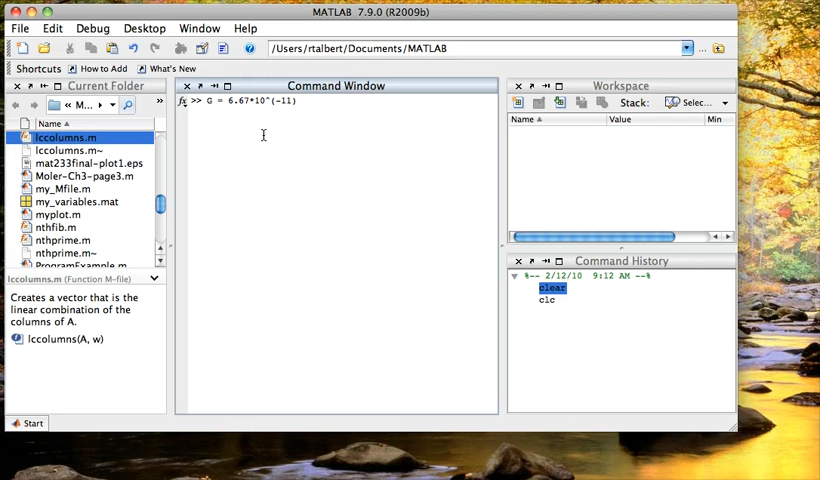 MATLAB 7.9.0 (R2009b)
File Edit Debug Desktop Window Help
/Users/rtalbert/Documents/MATLAB ...
Shortcuts How to Add What's New
Current Folder
« M... »
Name
lccolumns.m
lccolumns.m~
mat233final-plot1.eps
Moler-Ch3-page3.m
my_Mfile.m
my_variables.mat
myplot.m
nthfib.m
nthprime.m
nthprime.m~
ProgramExample.m
lccolumns.m (Function M-file)
Creates a vector that is the
linear combination of the
columns of A.
lccolumns(A, w)
Start
Command Window
fx >> G = 6.67*10^(-11)
Workspace
Stack: Selec...
Name Value Min
Command History
%-- 2/12/10 9:12 AM --%
clear
clc